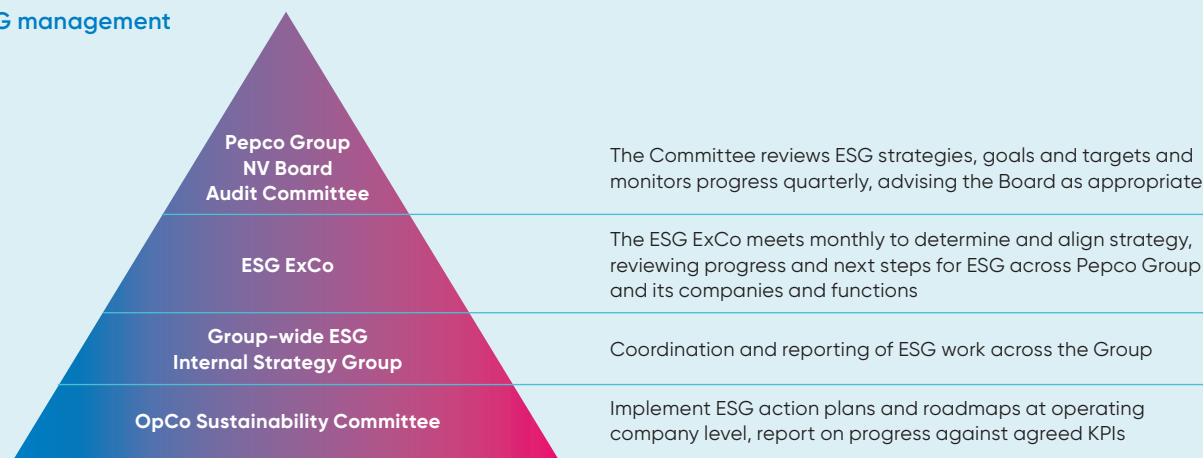 G management
Pepco Group
NV Board
Audit Committee
The Committee reviews ESG strategies, goals and targets and
monitors progress quarterly, advising the Board as appropriate
ESG ExCo
The ESG ExCo meets monthly to determine and align strategy,
reviewing progress and next steps for ESG across Pepco Group
and its companies and functions
Group-wide ESG
Internal Strategy Group
Coordination and reporting of ESG work across the Group
OpCo Sustainability Committee
Implement ESG action plans and roadmaps at operating
company level, report on progress against agreed KPIs